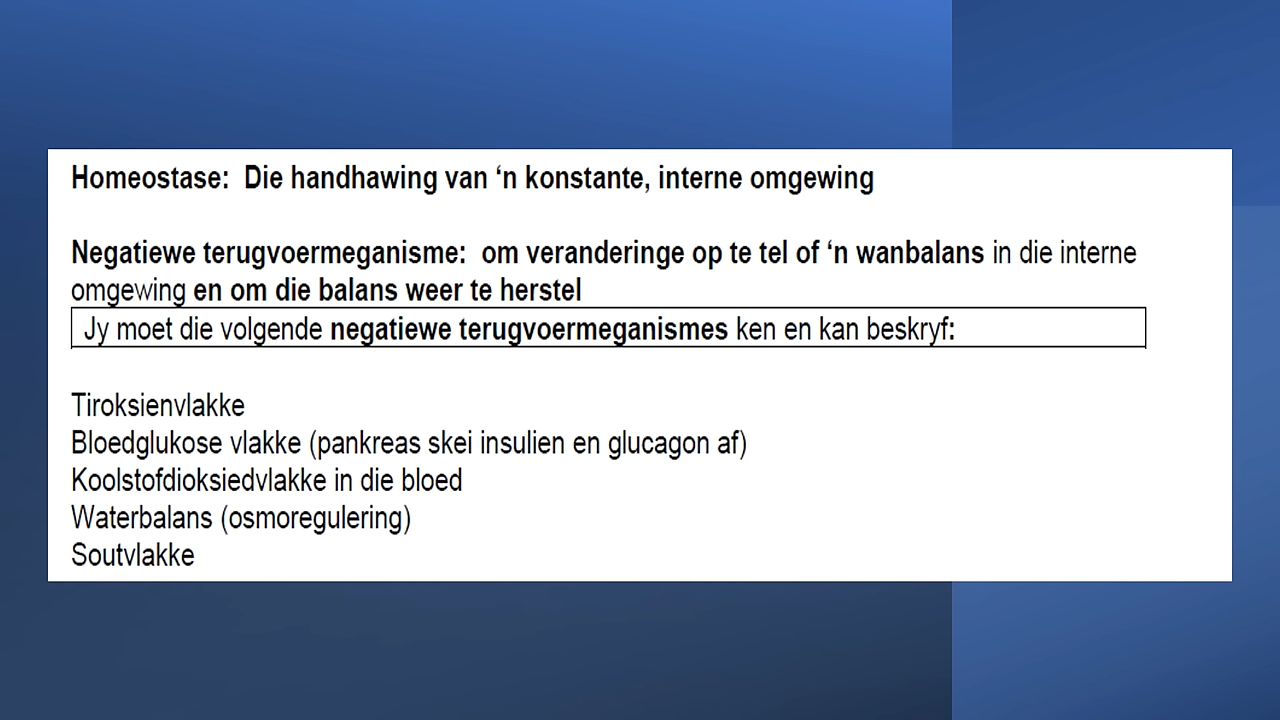 Homeostase: Die handhawing van ‘n konstante, interne omgewing
Negatiewe terugvoermeganisme: om veranderinge op te tel of ‘n wanbalans in die interne
omgewing en om die balans weer te herstel
Jy moet die volgende negatiewe terugvoermeganismes ken en kan beskryf:
Tiroksienvlakke
Bloedglukose vlakke (pankreas skei insulien en glucagon af)
Koolstofdioksiedvlakke in die bloed
Waterbalans (osmoregulering)
Soutvlakke